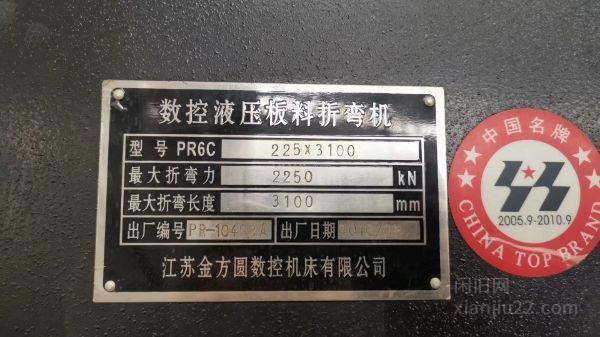 数控液压板料折弯机
型号 PR6C 225×3100
最大折弯力 2250 kN
最大折弯长度 3100 mm
出厂编号 出厂日期
江苏金方圆数控机床有限公司
中国名牌
2005.9-2010.9
CHINA TOP BRAND
闲旧网
xianjiu22.com